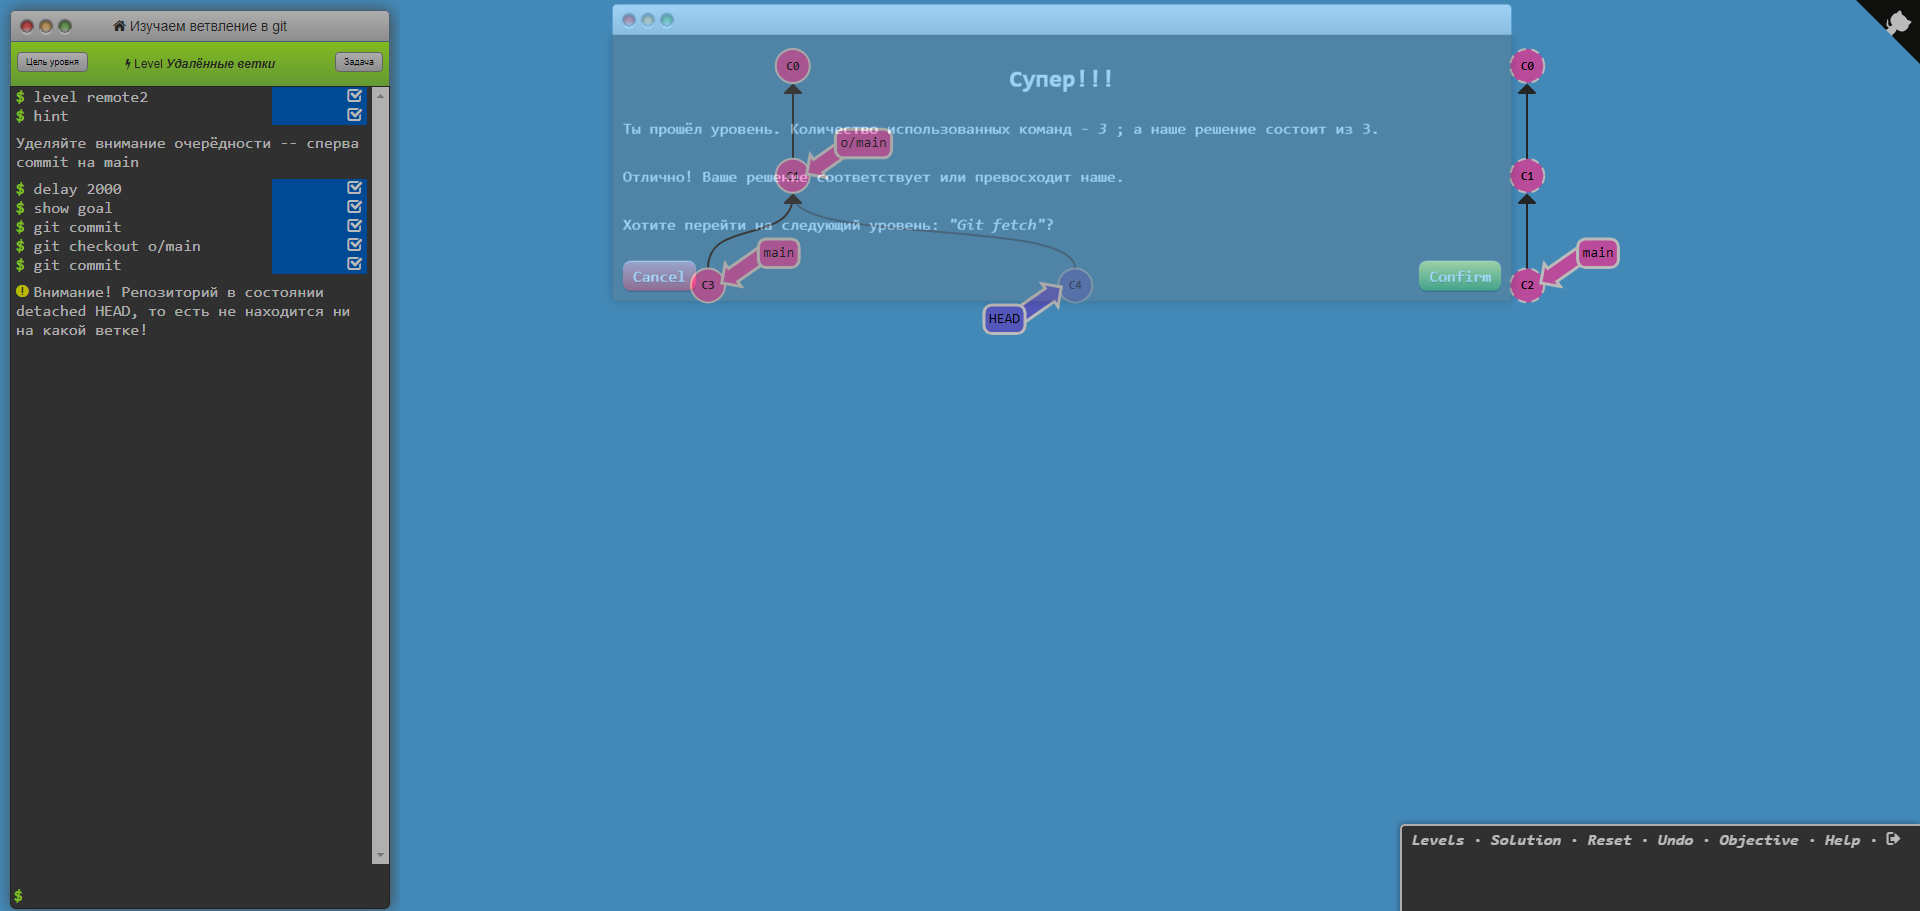 Изучаем ветвление в git
Цель уровня
Level Удалённые ветки
Задача
$ level remote2
$ hint
Уделяйте внимание очерёдности -- сперва
commit на main
$ delay 2000
$ show goal
$ git commit
$ git checkout o/main
$ git commit
Внимание! Репозиторий в состоянии
detached HEAD, то есть не находится ни
на какой ветке!
$
Супер!!!
Ты прошёл уровень. Количество использованных команд - 3 ; а наше решение состоит из 3.
Отлично! Ваше решение соответствует или превосходит наше.
Хотите перейти на следующий уровень: "Git fetch"?
Cancel
Confirm
C0
o/main
C1
main
C3
C4
HEAD
C0
C1
main
C2
Levels · Solution · Reset · Undo · Objective · Help ·